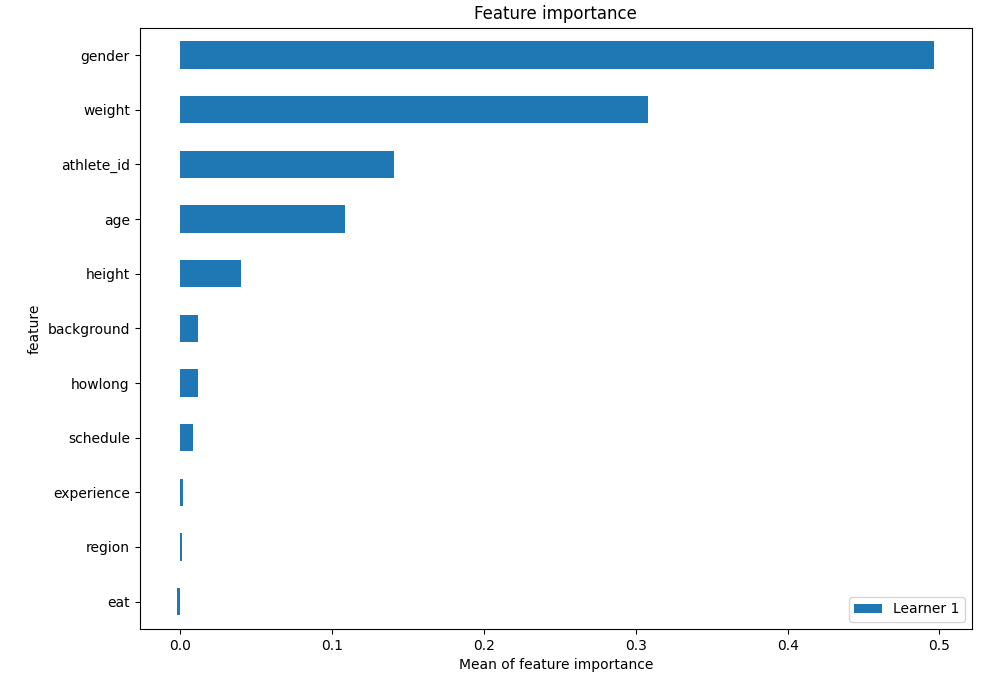 Feature importance
gender
weight
athlete_id
age
height
background
howlong
schedule
experience
region
eat
feature
Learner 1
0.0 0.1 0.2 0.3 0.4 0.5
Mean of feature importance